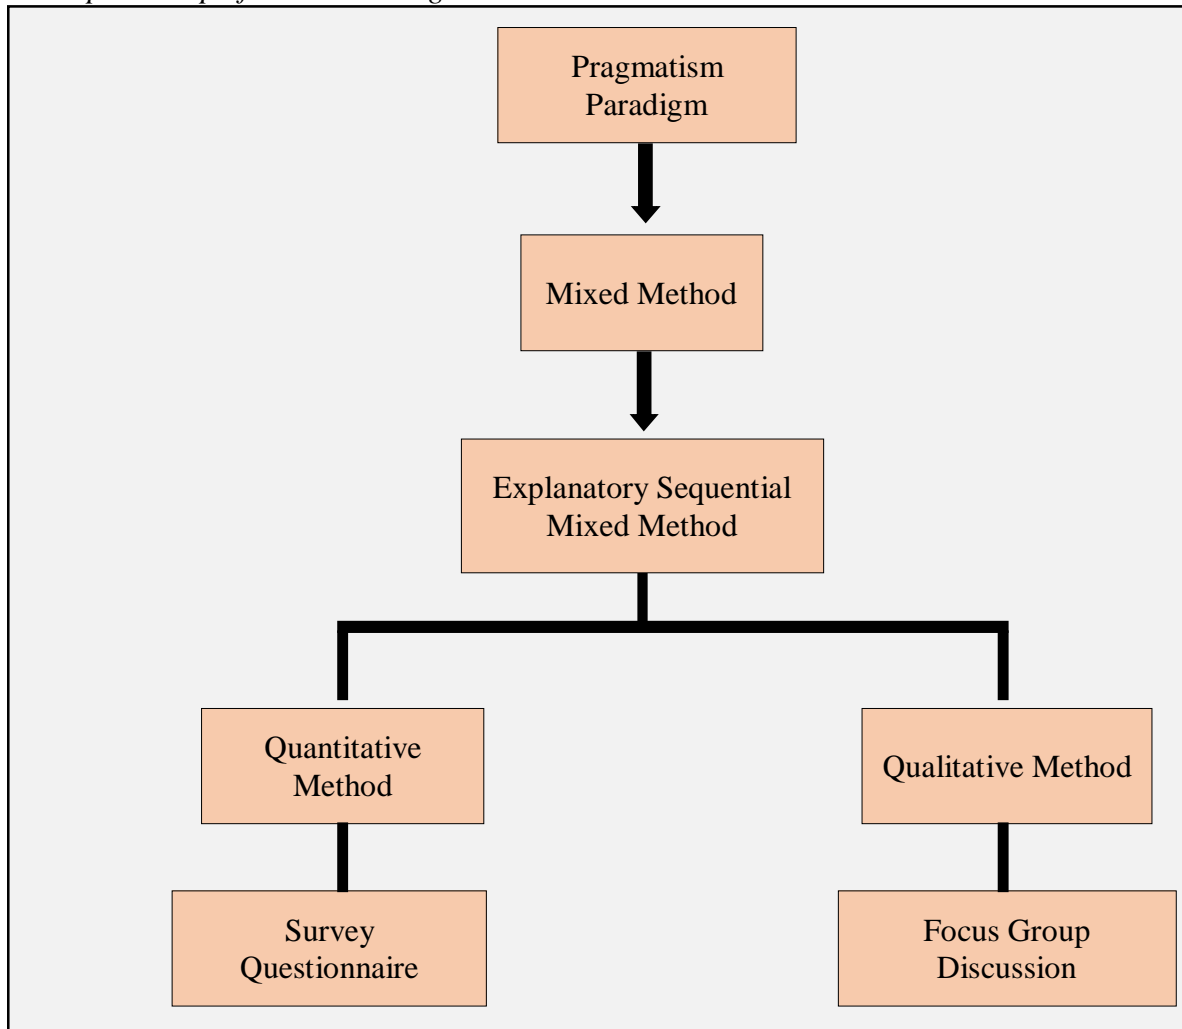 Pragmatism
Paradigm
Mixed Method
Explanatory Sequential
Mixed Method
Quantitative
Method
Qualitative Method
Survey
Questionnaire
Focus Group
Discussion